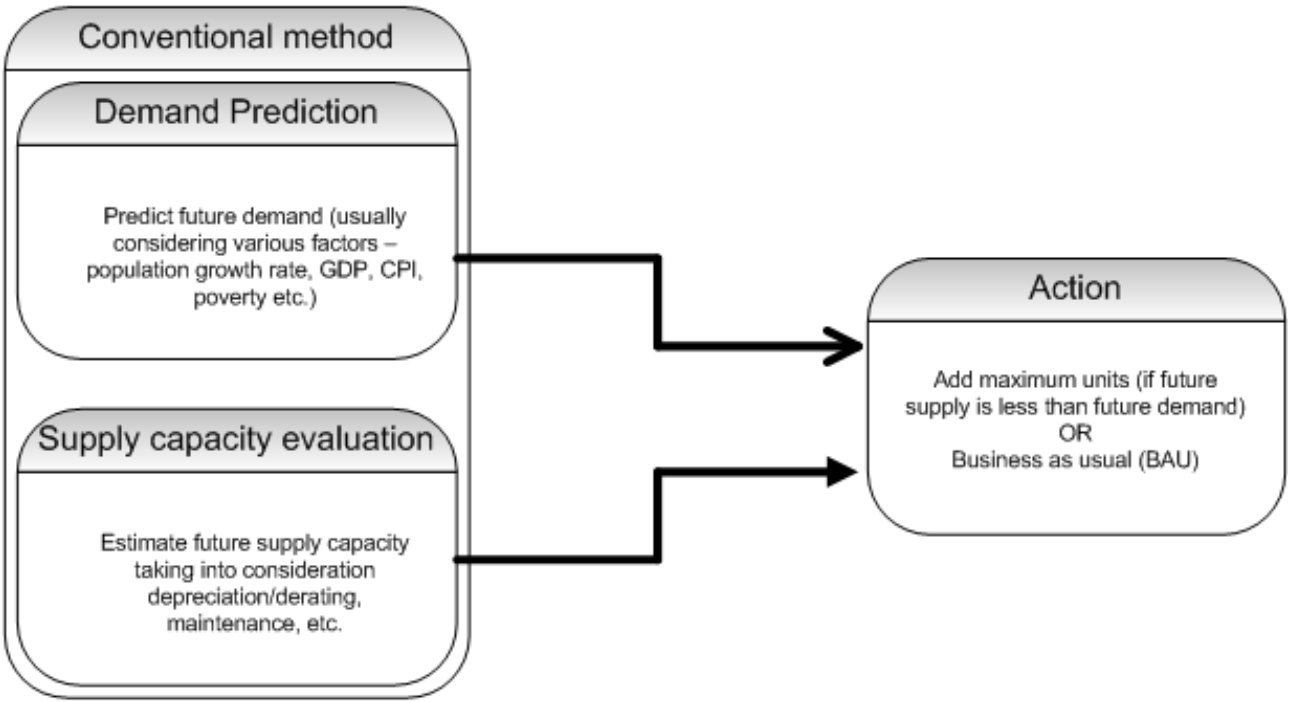 Conventional method
Demand Prediction
Predict future demand (usually
considering various factors –
population growth rate, GDP, CPI,
poverty etc.)
Supply capacity evaluation
Estimate future supply capacity
taking into consideration
depreciation/derating,
maintenance, etc.
Action
Add maximum units (if future
supply is less than future demand)
OR
Business as usual (BAU)